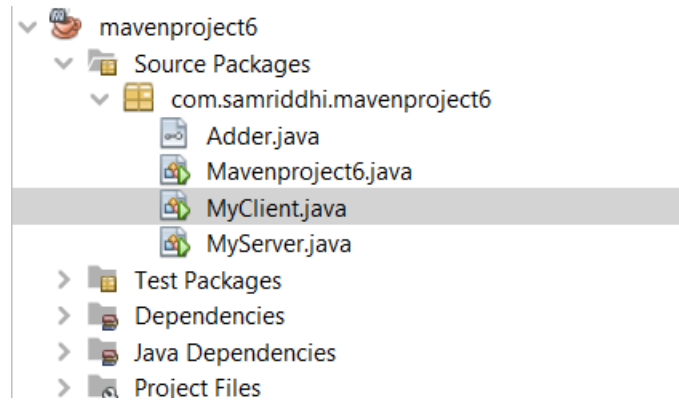 mavenproject6
Source Packages
com.samriddhi.mavenproject6
Adder.java
Mavenproject6.java
MyClient.java
MyServer.java
Test Packages
Dependencies
Java Dependencies
Project Files